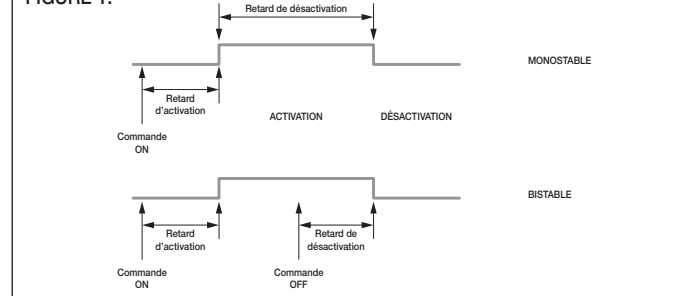 FIGURE 1:
Retard de désactivation
MONOSTABLE
Retard
d'activation
ACTIVATION
DÉSACTIVATION
Commande
ON
BISTABLE
Retard
d'activation
Retard de
désactivation
Commande
ON
Commande
OFF